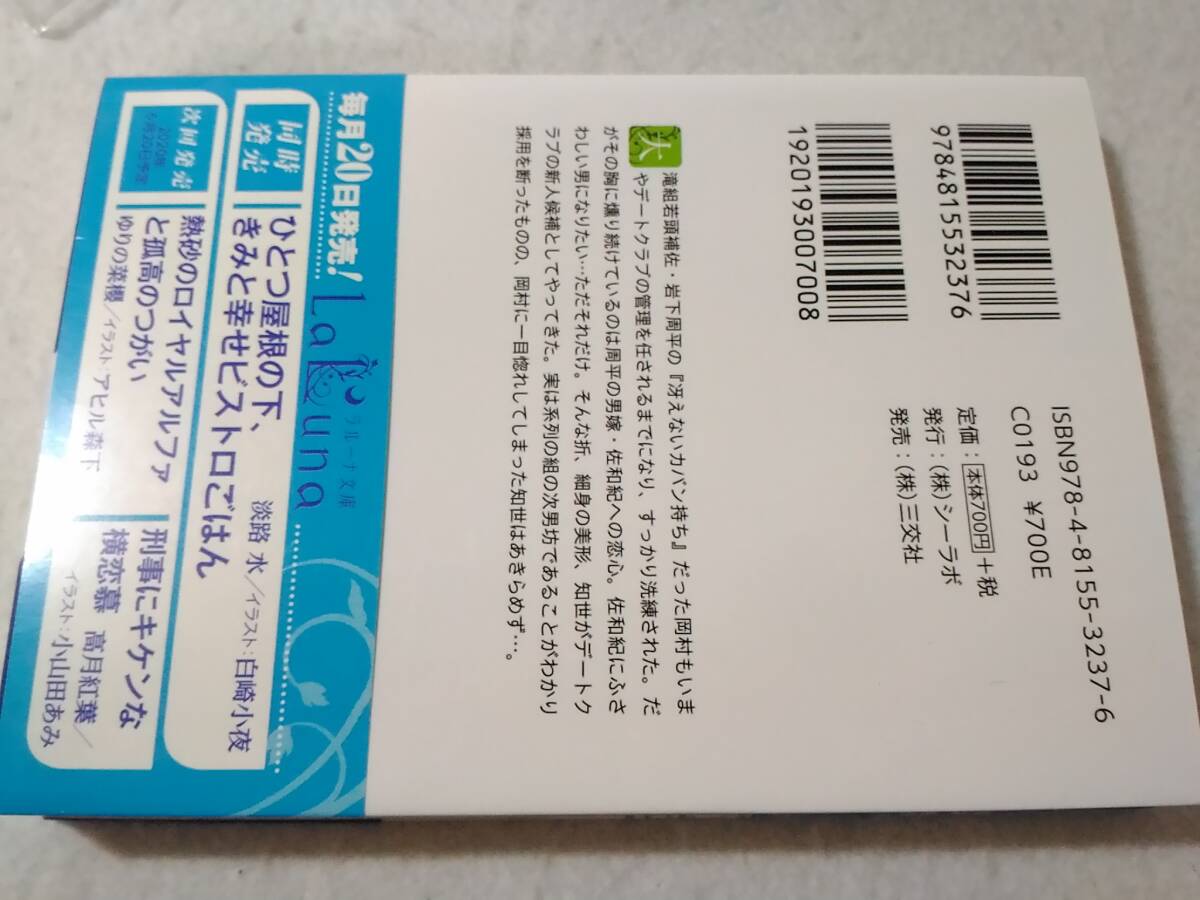 9784815532376
1920193007008
ISBN978-4-8155-3237-6
C0193 ¥700E
定価：本体700円＋税
発行：(株)シーラボ
発売：(株)三交社
大滝組若頭補佐・岩下周平の『冴えないカバン持ち』だった岡村もいま
やデートクラブの管理を任されるまでになり、すっかり洗練された。だ
がその胸に燻り続けているのは周平の男嫁・佐和紀への恋心。佐和紀にふさ
わしい男になりたい…ただそれだけ。そんな折、細身の美形、知世がデートク
ラブの新人候補としてやってきた。実は系列の組の次男坊であることがわかり
採用を断ったものの、岡村に一目惚れしてしまった知世はあきらめず…。
毎月20日発売！
LaLuna
ラルーナ文庫
同時発売
ひとつ屋根の下、
きみと幸せビストロごはん
淡路 水／イラスト：白崎小夜
次回発売
2020年
熱砂のロイヤルアルファ
と孤高のつがい
ゆりの菜櫻／イラスト：アヒル森下
刑事にキケンな
横恋慕 高月紅葉／
イラスト：小山田あみ